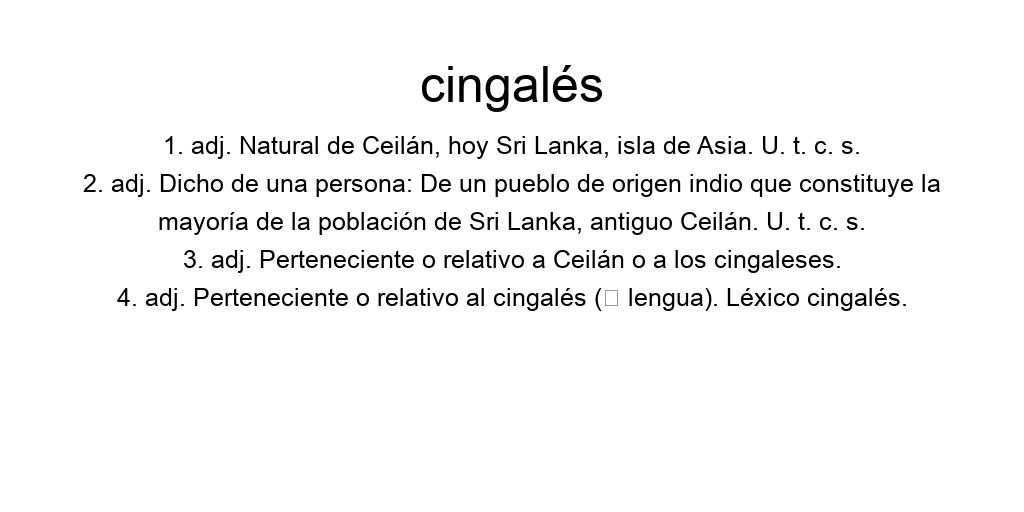 cingalés
1. adj. Natural de Ceilán, hoy Sri Lanka, isla de Asia. U. t. c. s.
2. adj. Dicho de una persona: De un pueblo de origen indio que constituye la
mayoría de la población de Sri Lanka, antiguo Ceilán. U. t. c. s.
3. adj. Perteneciente o relativo a Ceilán o a los cingaleses.
4. adj. Perteneciente o relativo al cingalés (□ lengua). Léxico cingalés.